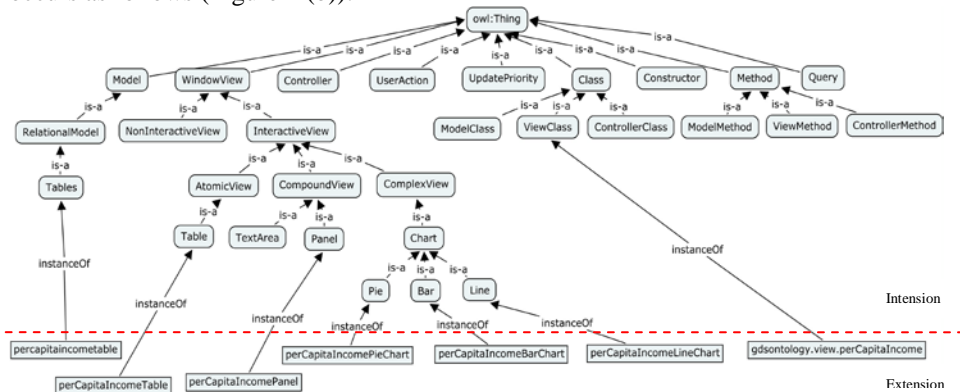 owl:Thing
is-a is-a is-a is-a is-a is-a is-a is-a is-a
Model WindowView Controller UserAction UpdatePriority Class Constructor Method Query
is-a is-a is-a is-a is-a is-a is-a is-a is-a
RelationalModel NonInteractiveView InteractiveView ModelClass ViewClass ControllerClass ModelMethod ViewMethod ControllerMethod
is-a is-a is-a is-a
Tables AtomicView CompoundView ComplexView
is-a is-a is-a is-a
Table TextArea Panel Chart
instanceOf is-a is-a is-a instanceOf
Pie Bar Line
instanceOf instanceOf instanceOf instanceOf instanceOf
Intension
percapitaincometable perCapitaIncomePieChart perCapitaIncomeBarChart perCapitaIncomeLineChart gdsontology.view.perCapitaIncome
perCapitaIncomeTable perCapitaIncomePanel
Extension